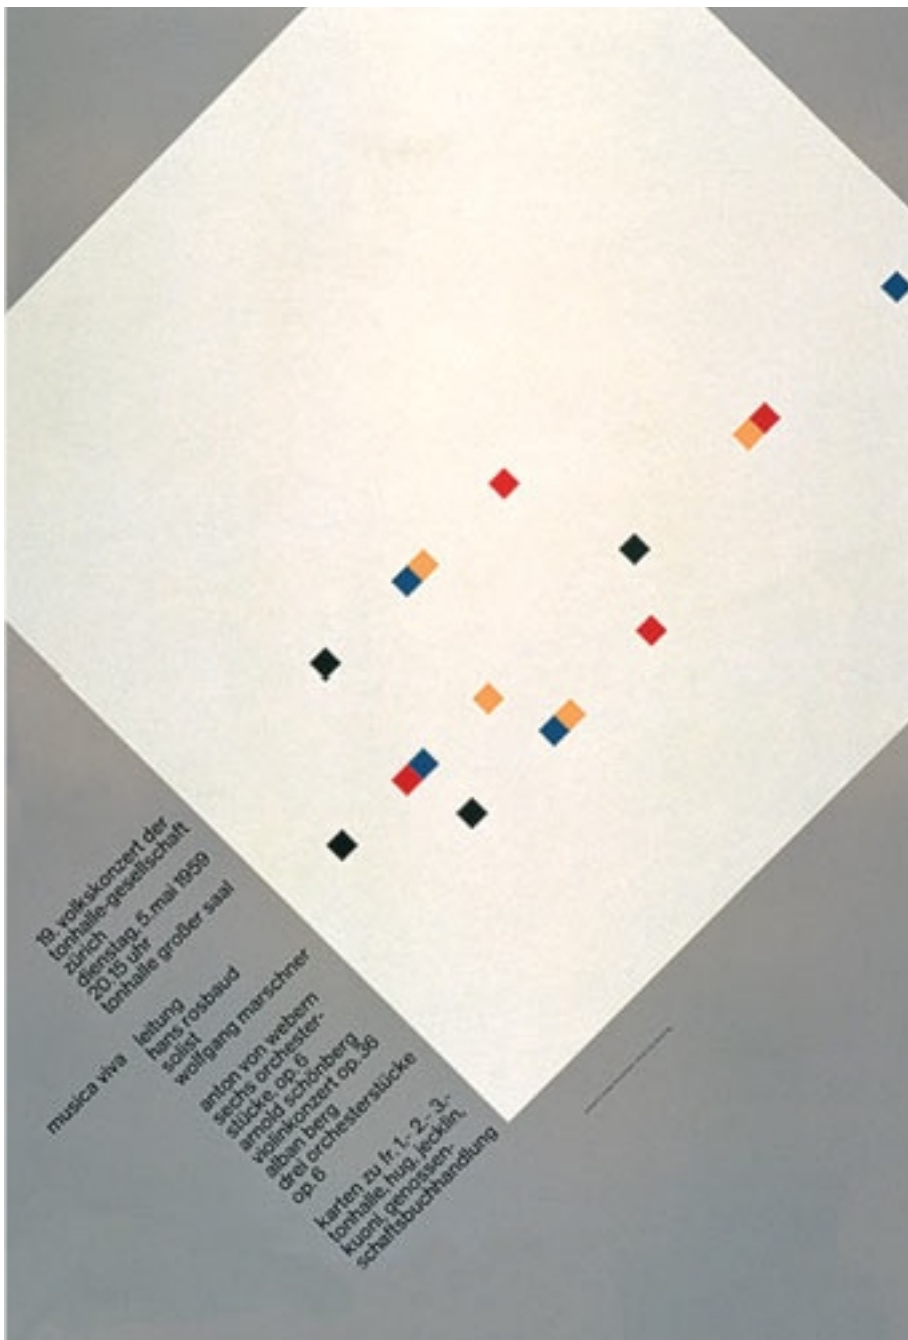 19. volkskonzert der
tonhalle-gesellschaft
zürich
dienstag, 5. mai 1959
20.15 uhr
tonhalle großer saal
musica viva
leitung
hans rosbaud
solist
wolfgang marschner
anton von webern
sechs orchester-
stücke, op. 6
arnold schönberg
violinkonzert op. 36
alban berg
drei orchesterstücke
op. 6
karten zu fr. 1.- 2.- 3.-
tonhalle, hug, jecklin,
kuoni, genossen-
schaftsbuchhandlung